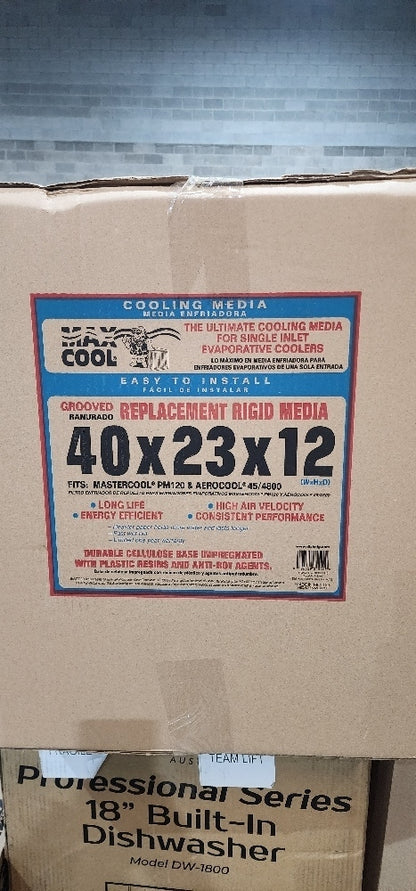 COOLING MEDIA
MEDIA ENFRIADORA
MAX COOL
THE ULTIMATE COOLING MEDIA
FOR SINGLE INLET
EVAPORATIVE COOLERS
LO MÁXIMO EN MEDIA ENFRIADORA PARA
ENFRIADORES EVAPORATIVOS DE UNA SOLA ENTRADA
EASY TO INSTALL
FÁCIL DE INSTALAR
GROOVED
RANURADO
REPLACEMENT RIGID MEDIA
40x23x12
(WxHxD)
FITS: MASTERCOOL® PM120 & AEROCOOL® 45/4800
• LONG LIFE
• HIGH AIR VELOCITY
• ENERGY EFFICIENT
• CONSISTENT PERFORMANCE
DURABLE CELLULOSE BASE IMPREGNATED
WITH PLASTIC RESINS AND ANTI-ROT AGENTS.
FRAGILE
AUS
TEAM LIFT
Professional Series
18” Built-In
Dishwasher
Model DW-1800